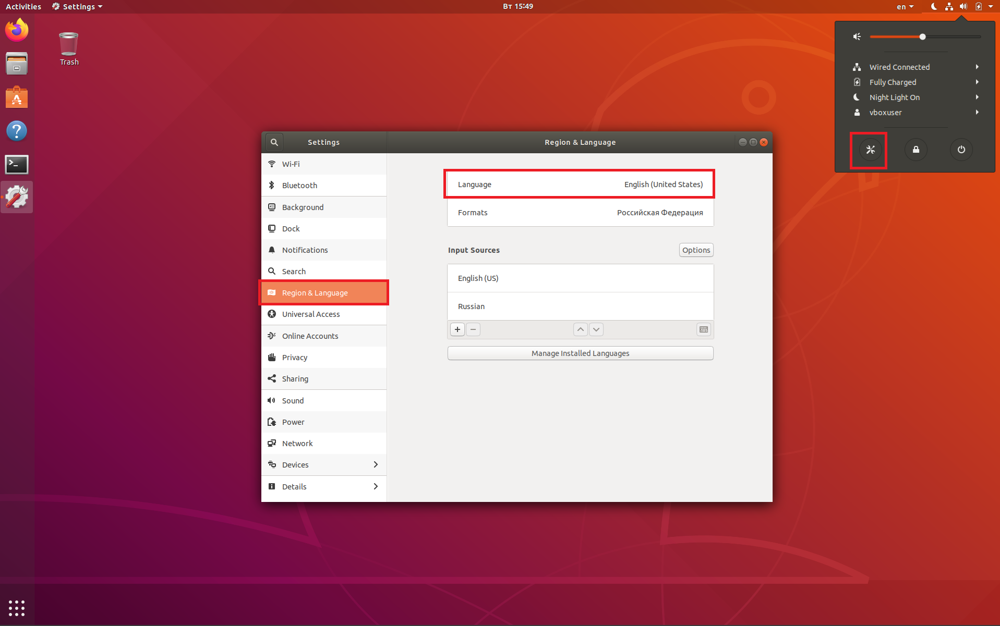 Activities Settings Вт 15:49 en
Trash
Wired Connected
Fully Charged
Night Light On
vboxuser
Settings Region & Language
Wi-Fi
Bluetooth
Background
Dock
Notifications
Search
Region & Language
Universal Access
Online Accounts
Privacy
Sharing
Sound
Power
Network
Devices
Details
Language English (United States)
Formats Российская Федерация
Input Sources Options
English (US)
Russian
Manage Installed Languages